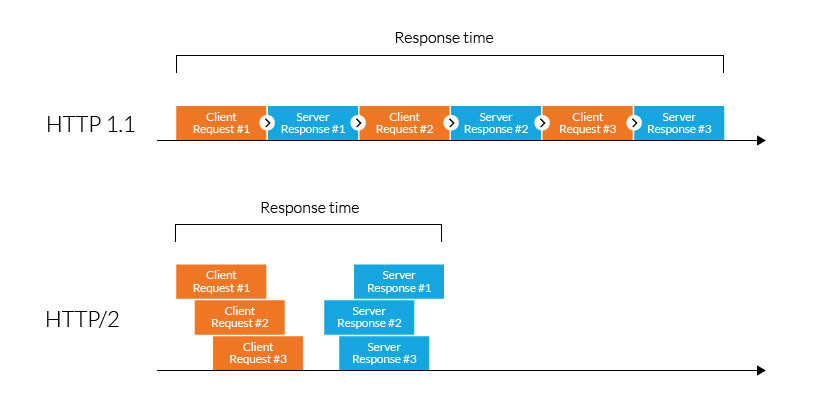 Response time
HTTP 1.1
Client
Request #1
Server
Response #1
Client
Request #2
Server
Response #2
Client
Request #3
Server
Response #3
Response time
HTTP/2
Client
Request #1
Server
Response #1
Client
Request #2
Server
Response #2
Client
Request #3
Server
Response #3